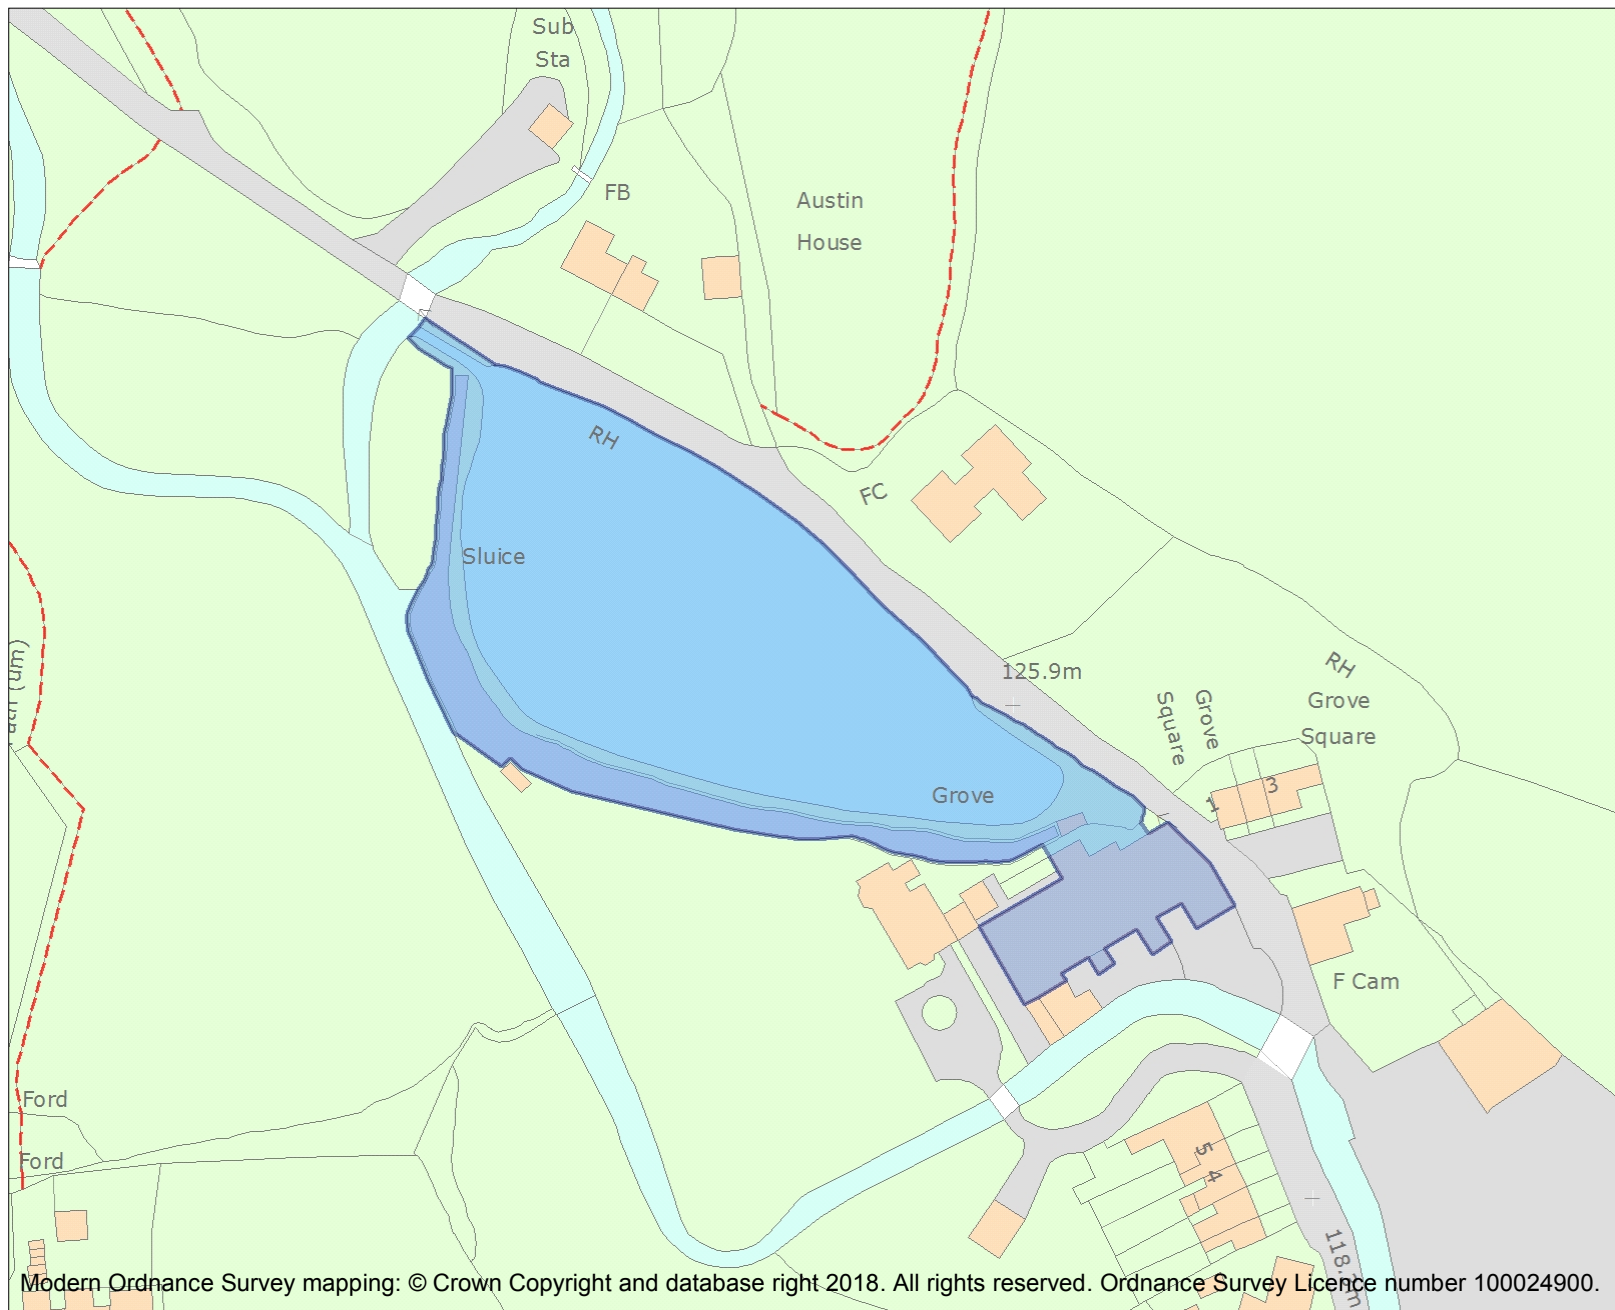 Sub
Sta
FB
Austin
House
RH
FC
Sluice
125.9m
RH
Grove
Square
Grove
Square
Grove
1
3
F Cam
Ford
Ford
5
4
Modern Ordnance Survey mapping: © Crown Copyright and database right 2018. All rights reserved. Ordnance Survey Licence number 100024900.